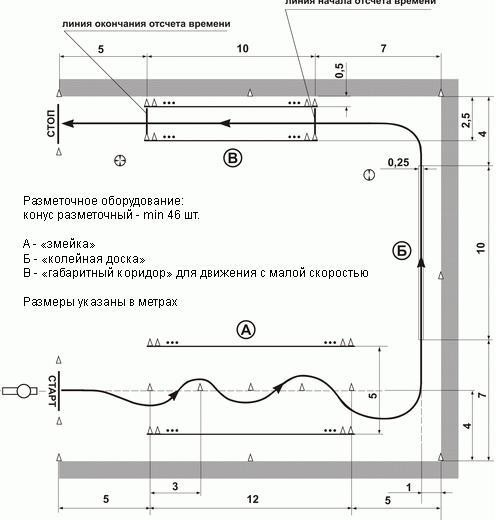 линия начала отсчета времени
линия окончания отсчета времени
5
10
7
0,5
СТОП
2,5
4
В
0,25
Разметочное оборудование:
конус разметочный - min 46 шт.
А - «змейка»
Б - «колейная доска»
В - «габаритный коридор» для движения с малой скоростью
Размеры указаны в метрах
Б
10
А
СТАРТ
5
7
4
3
1
5
12
5